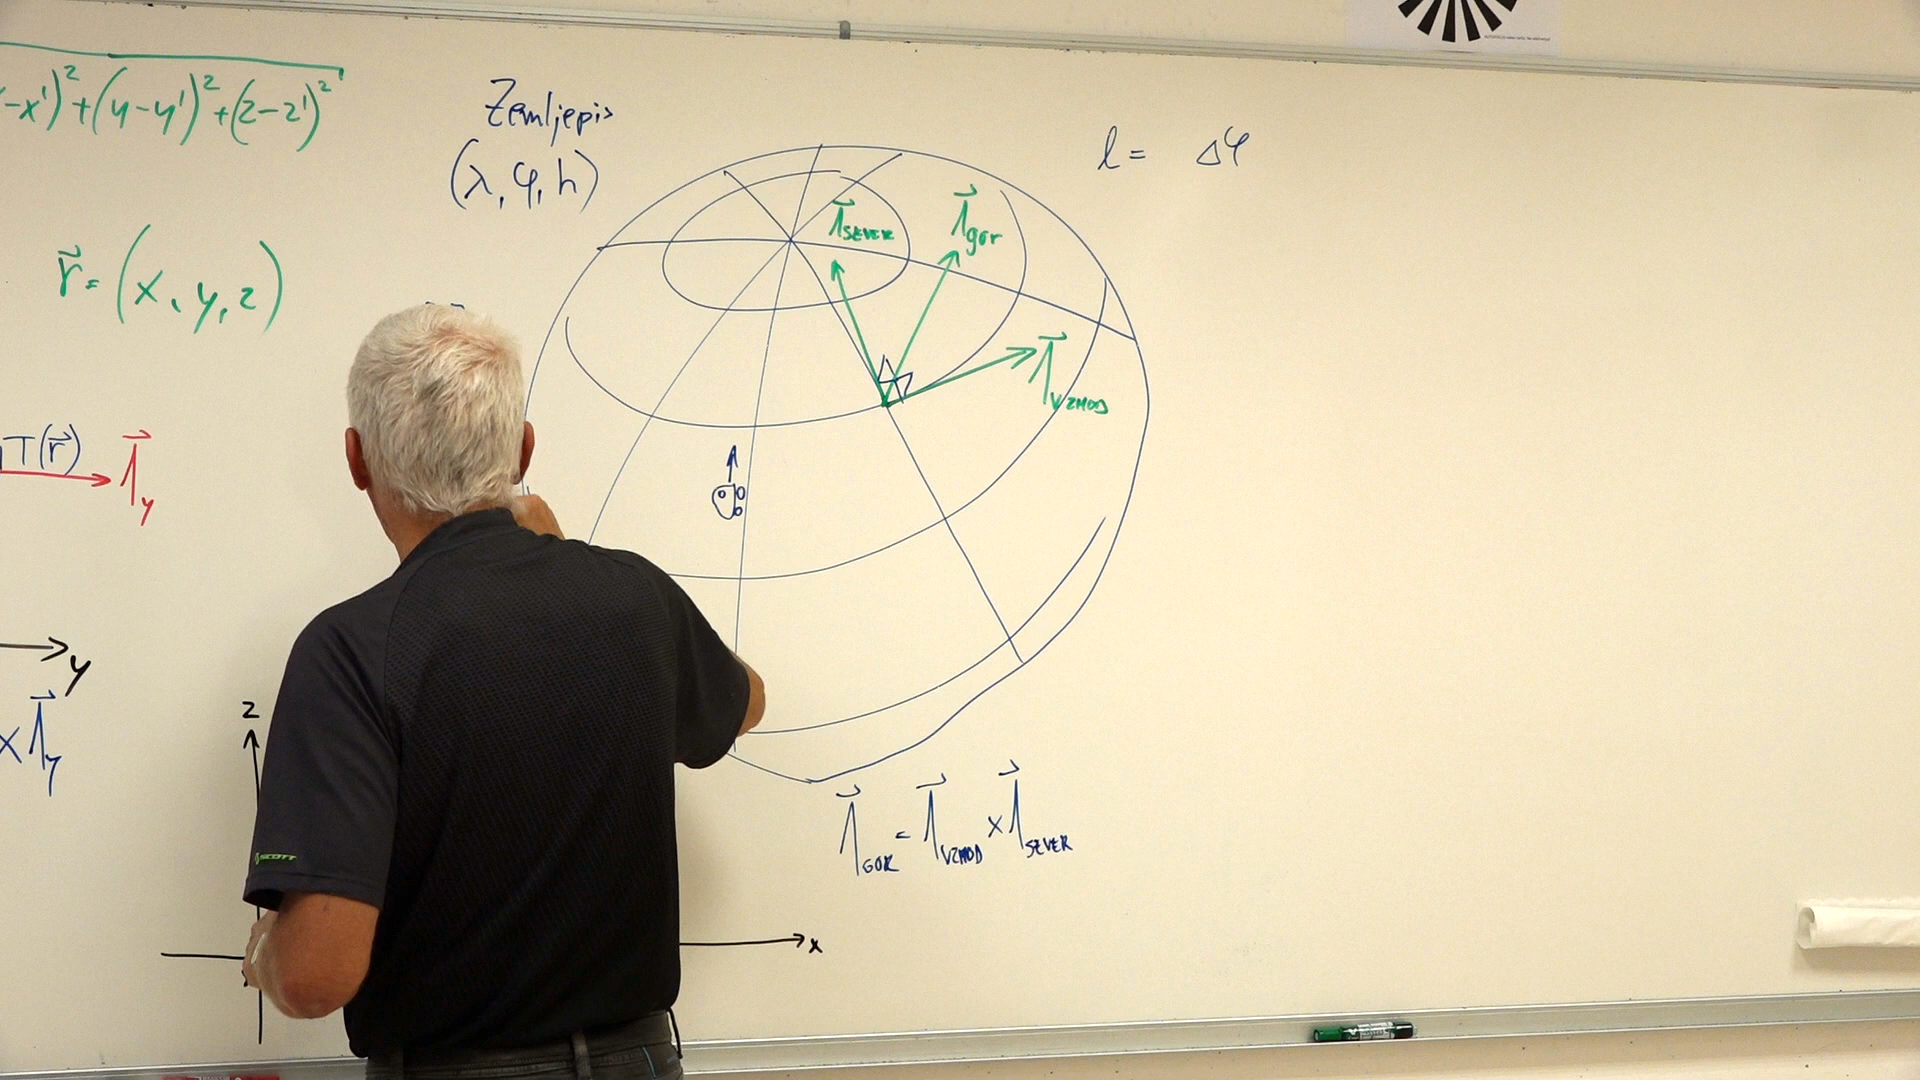 -x')²+(y-y')²+(z-z')²
Zemljepis
(λ, φ, h)
l = Δφ
r⃗ = (x, y, z)
1⃗SEVER
1⃗gor
1⃗VZHOD
T(r⃗)
1⃗y
y
x 1⃗y
z
1⃗GOR = 1⃗VZHOD x 1⃗SEVER
SCOTT
x